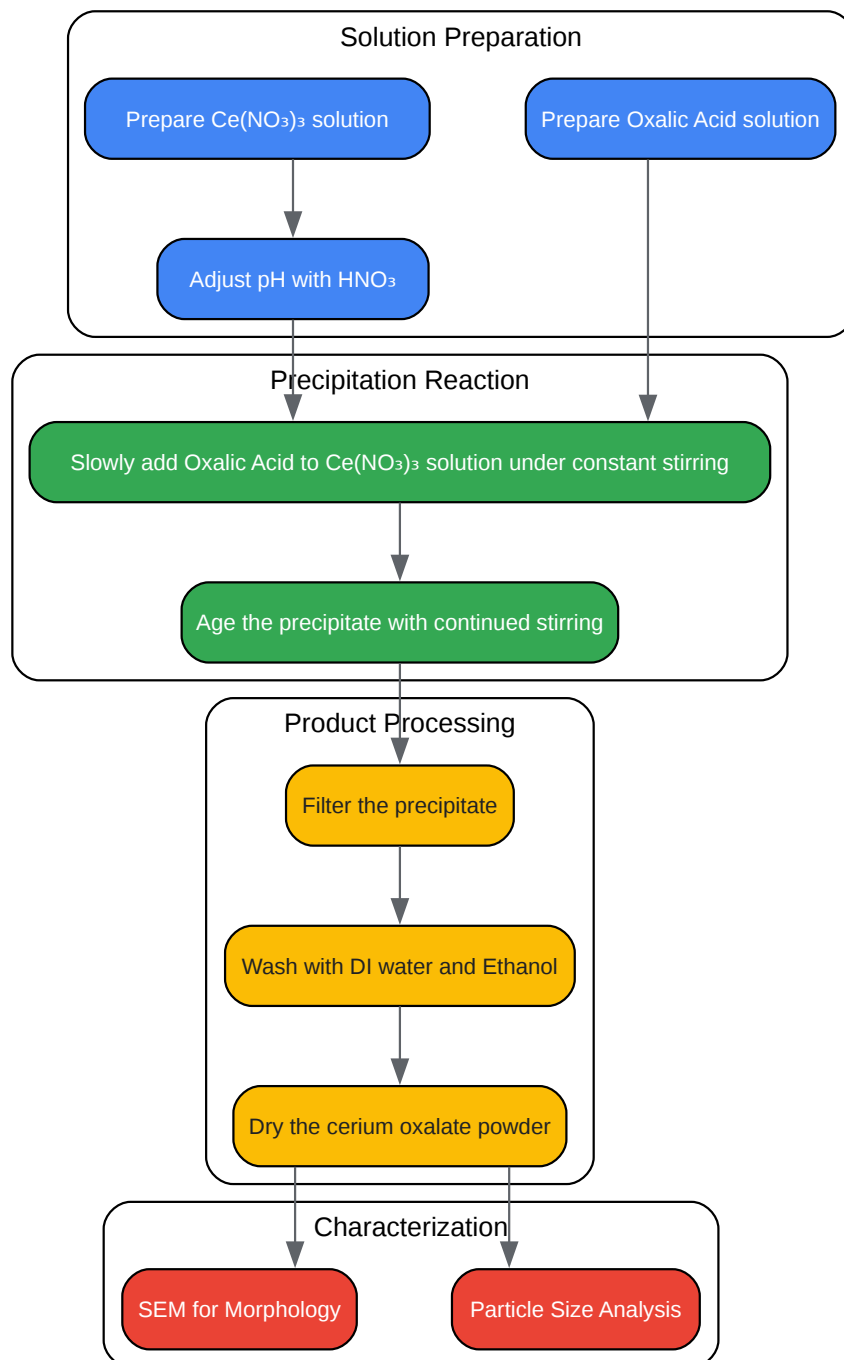 Solution Preparation
Prepare Ce(NO₃)₃ solution
Prepare Oxalic Acid solution
Adjust pH with HNO₃
Precipitation Reaction
Slowly add Oxalic Acid to Ce(NO₃)₃ solution under constant stirring
Age the precipitate with continued stirring
Product Processing
Filter the precipitate
Wash with DI water and Ethanol
Dry the cerium oxalate powder
Characterization
SEM for Morphology
Particle Size Analysis